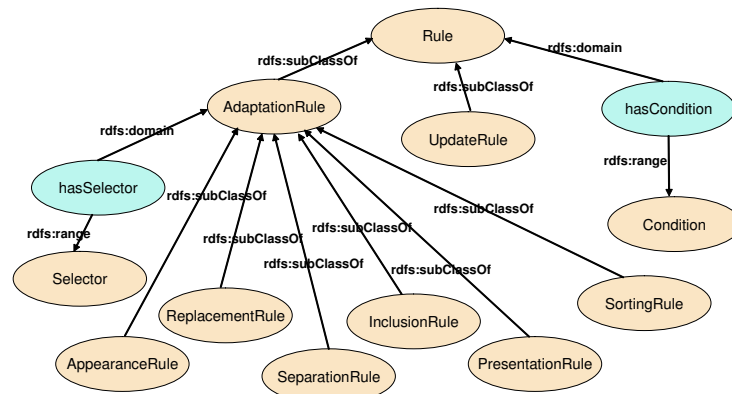 Rule
rdfs:subClassOf
rdfs:domain
rdfs:subClassOf
AdaptationRule
hasCondition
rdfs:domain
UpdateRule
rdfs:range
hasSelector
rdfs:subClassOf
rdfs:subClassOf
Condition
rdfs:range
rdfs:subClassOf
rdfs:subClassOf
rdfs:subClassOf
rdfs:subClassOf
Selector
SortingRule
ReplacementRule
InclusionRule
AppearanceRule
PresentationRule
SeparationRule